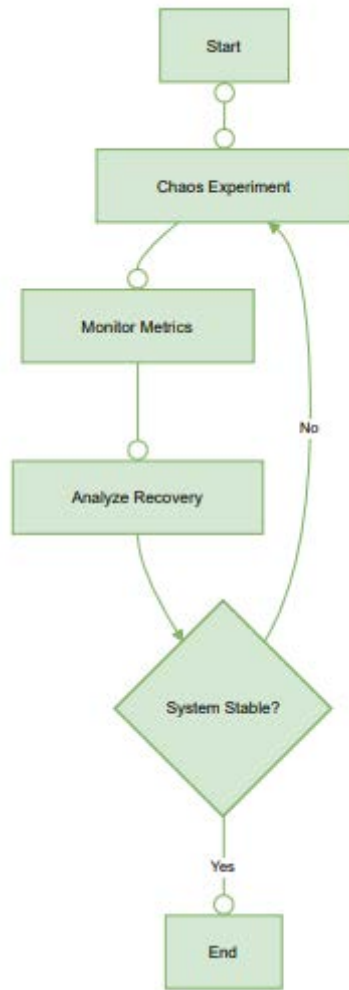 Start
Chaos Experiment
Monitor Metrics
No
Analyze Recovery
System Stable?
Yes
End